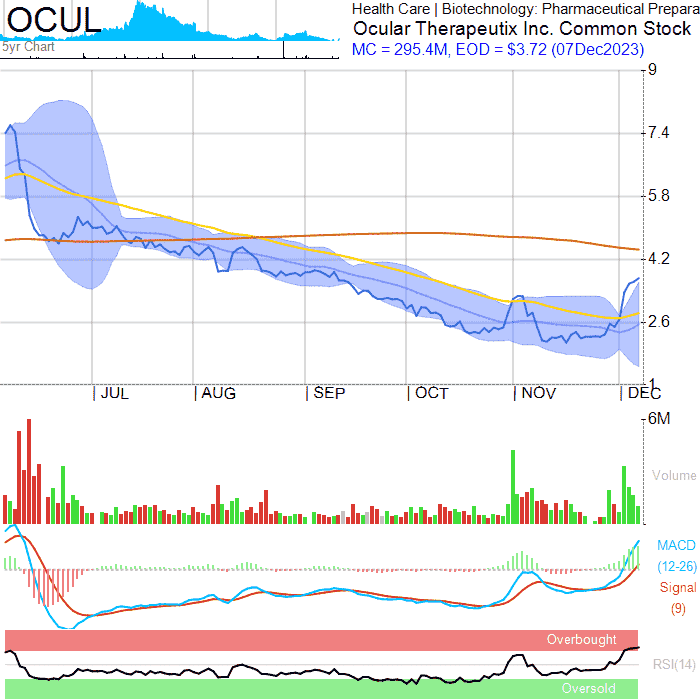 OCUL
5yr Chart
Health Care | Biotechnology: Pharmaceutical Prepara
Ocular Therapeutix Inc. Common Stock
MC = 295.4M, EOD = $3.72 (07Dec2023)
9
7.4
5.8
4.2
2.6
1
JUL
AUG
SEP
OCT
NOV
DEC
6M
Volume
MACD
(12-26)
Signal
(9)
Overbought
RSI(14)
Oversold